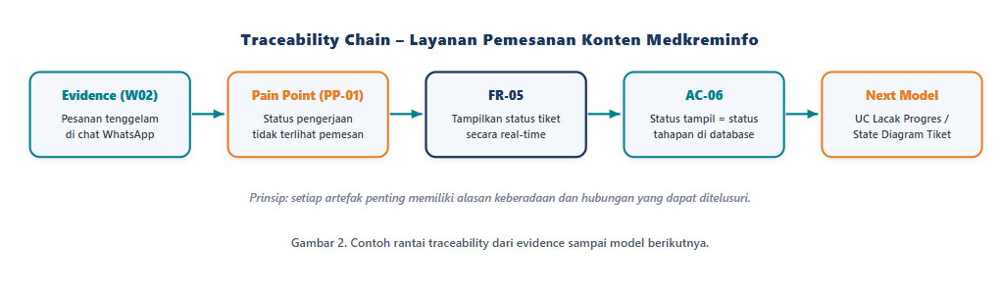 Traceability Chain – Layanan Pemesanan Konten Medkreminfo
Evidence (W02)
Pesanan tenggelam
di chat WhatsApp
Pain Point (PP-01)
Status pengerjaan
tidak terlihat pemesan
FR-05
Tampilkan status tiket
secara real-time
AC-06
Status tampil = status
tahapan di database
Next Model
UC Lacak Progres /
State Diagram Tiket
Prinsip: setiap artefak penting memiliki alasan keberadaan dan hubungan yang dapat ditelusuri.
Gambar 2. Contoh rantai traceability dari evidence sampai model berikutnya.